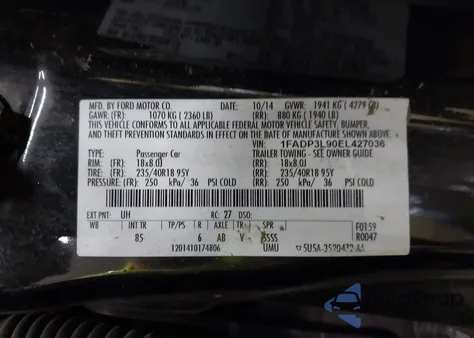 MFD. BY FORD MOTOR CO. DATE: 10/14 GVWR: 1941 KG ( 4279 LB)
GAWR: (FR): 1070 KG ( 2360 LB) (RR): 880 KG ( 1940 LB)
THIS VEHICLE CONFORMS TO ALL APPLICABLE FEDERAL MOTOR VEHICLE SAFETY, BUMPER,
AND THEFT PREVENTION STANDARDS IN EFFECT ON THE DATE OF MANUFACTURE SHOWN ABOVE.
VIN: 1FADP3L90EL427036
TYPE: Passenger Car TRAILER TOWING - SEE OWNER GUIDE
RIM: (FR): 18x8.0J (RR): 18x8.0J
TIRE: (FR): 235/40R18 95Y (RR): 235/40R18 95Y
PRESSURE: (FR): 250 kPa/ 36 PSI COLD (RR): 250 kPa/ 36 PSI COLD
EXT PNT: UH RC: 27 DSO:
WB INT TR TP/PS R AXLE TR SPR F0159
85 6 AB V SSSS R0047
1201410174806 UMU